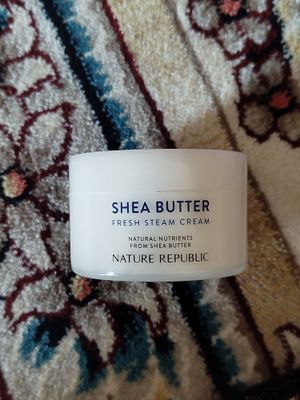 SHEA BUTTER
FRESH STEAM CREAM
NATURAL NUTRIENTS
FROM SHEA BUTTER
NATURE REPUBLIC